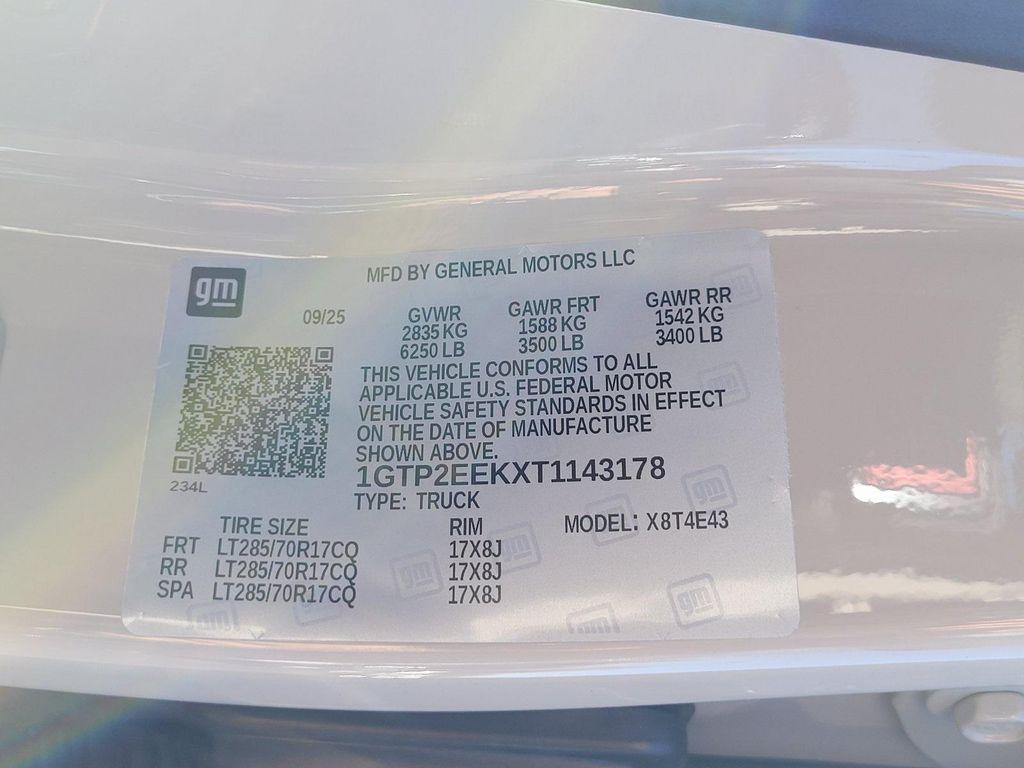 gm
MFD BY GENERAL MOTORS LLC
09/25
GVWR GAWR FRT GAWR RR
2835 KG 1588 KG 1542 KG
6250 LB 3500 LB 3400 LB
THIS VEHICLE CONFORMS TO ALL
APPLICABLE U.S. FEDERAL MOTOR
VEHICLE SAFETY STANDARDS IN EFFECT
ON THE DATE OF MANUFACTURE
SHOWN ABOVE.
234L
1GTP2EEKXT1143178
TYPE: TRUCK
TIRE SIZE RIM MODEL: X8T4E43
FRT LT285/70R17CQ 17X8J
RR LT285/70R17CQ 17X8J
SPA LT285/70R17CQ 17X8J